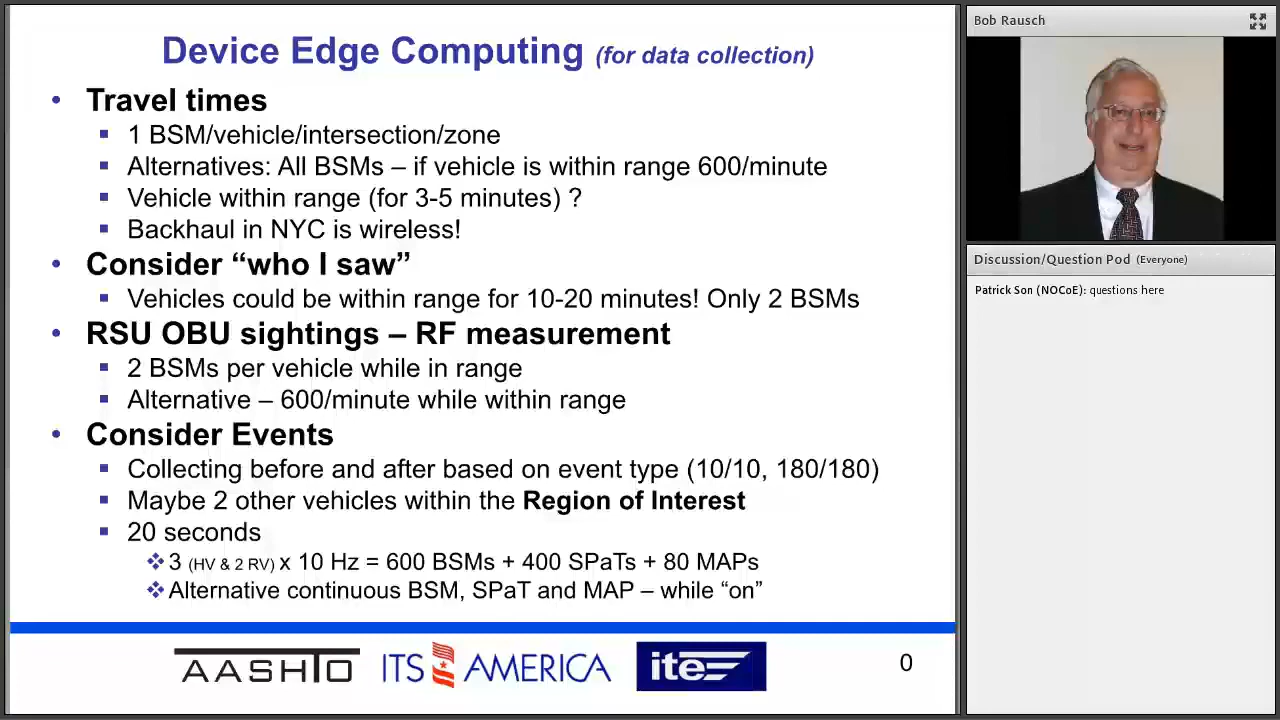 Device Edge Computing (for data collection)
• Travel times
▪ 1 BSM/vehicle/intersection/zone
▪ Alternatives: All BSMs – if vehicle is within range 600/minute
▪ Vehicle within range (for 3-5 minutes) ?
▪ Backhaul in NYC is wireless!
• Consider “who I saw”
▪ Vehicles could be within range for 10-20 minutes! Only 2 BSMs
• RSU OBU sightings – RF measurement
▪ 2 BSMs per vehicle while in range
▪ Alternative – 600/minute while within range
• Consider Events
▪ Collecting before and after based on event type (10/10, 180/180)
▪ Maybe 2 other vehicles within the Region of Interest
▪ 20 seconds
❖ 3 (HV & 2 RV) x 10 Hz = 600 BSMs + 400 SPaTs + 80 MAPs
❖ Alternative continuous BSM, SPaT and MAP – while “on”
AASHTO
ITS AMERICA
ite
0
Bob Rausch
Discussion/Question Pod (Everyone)
Patrick Son (NOCoE): questions here